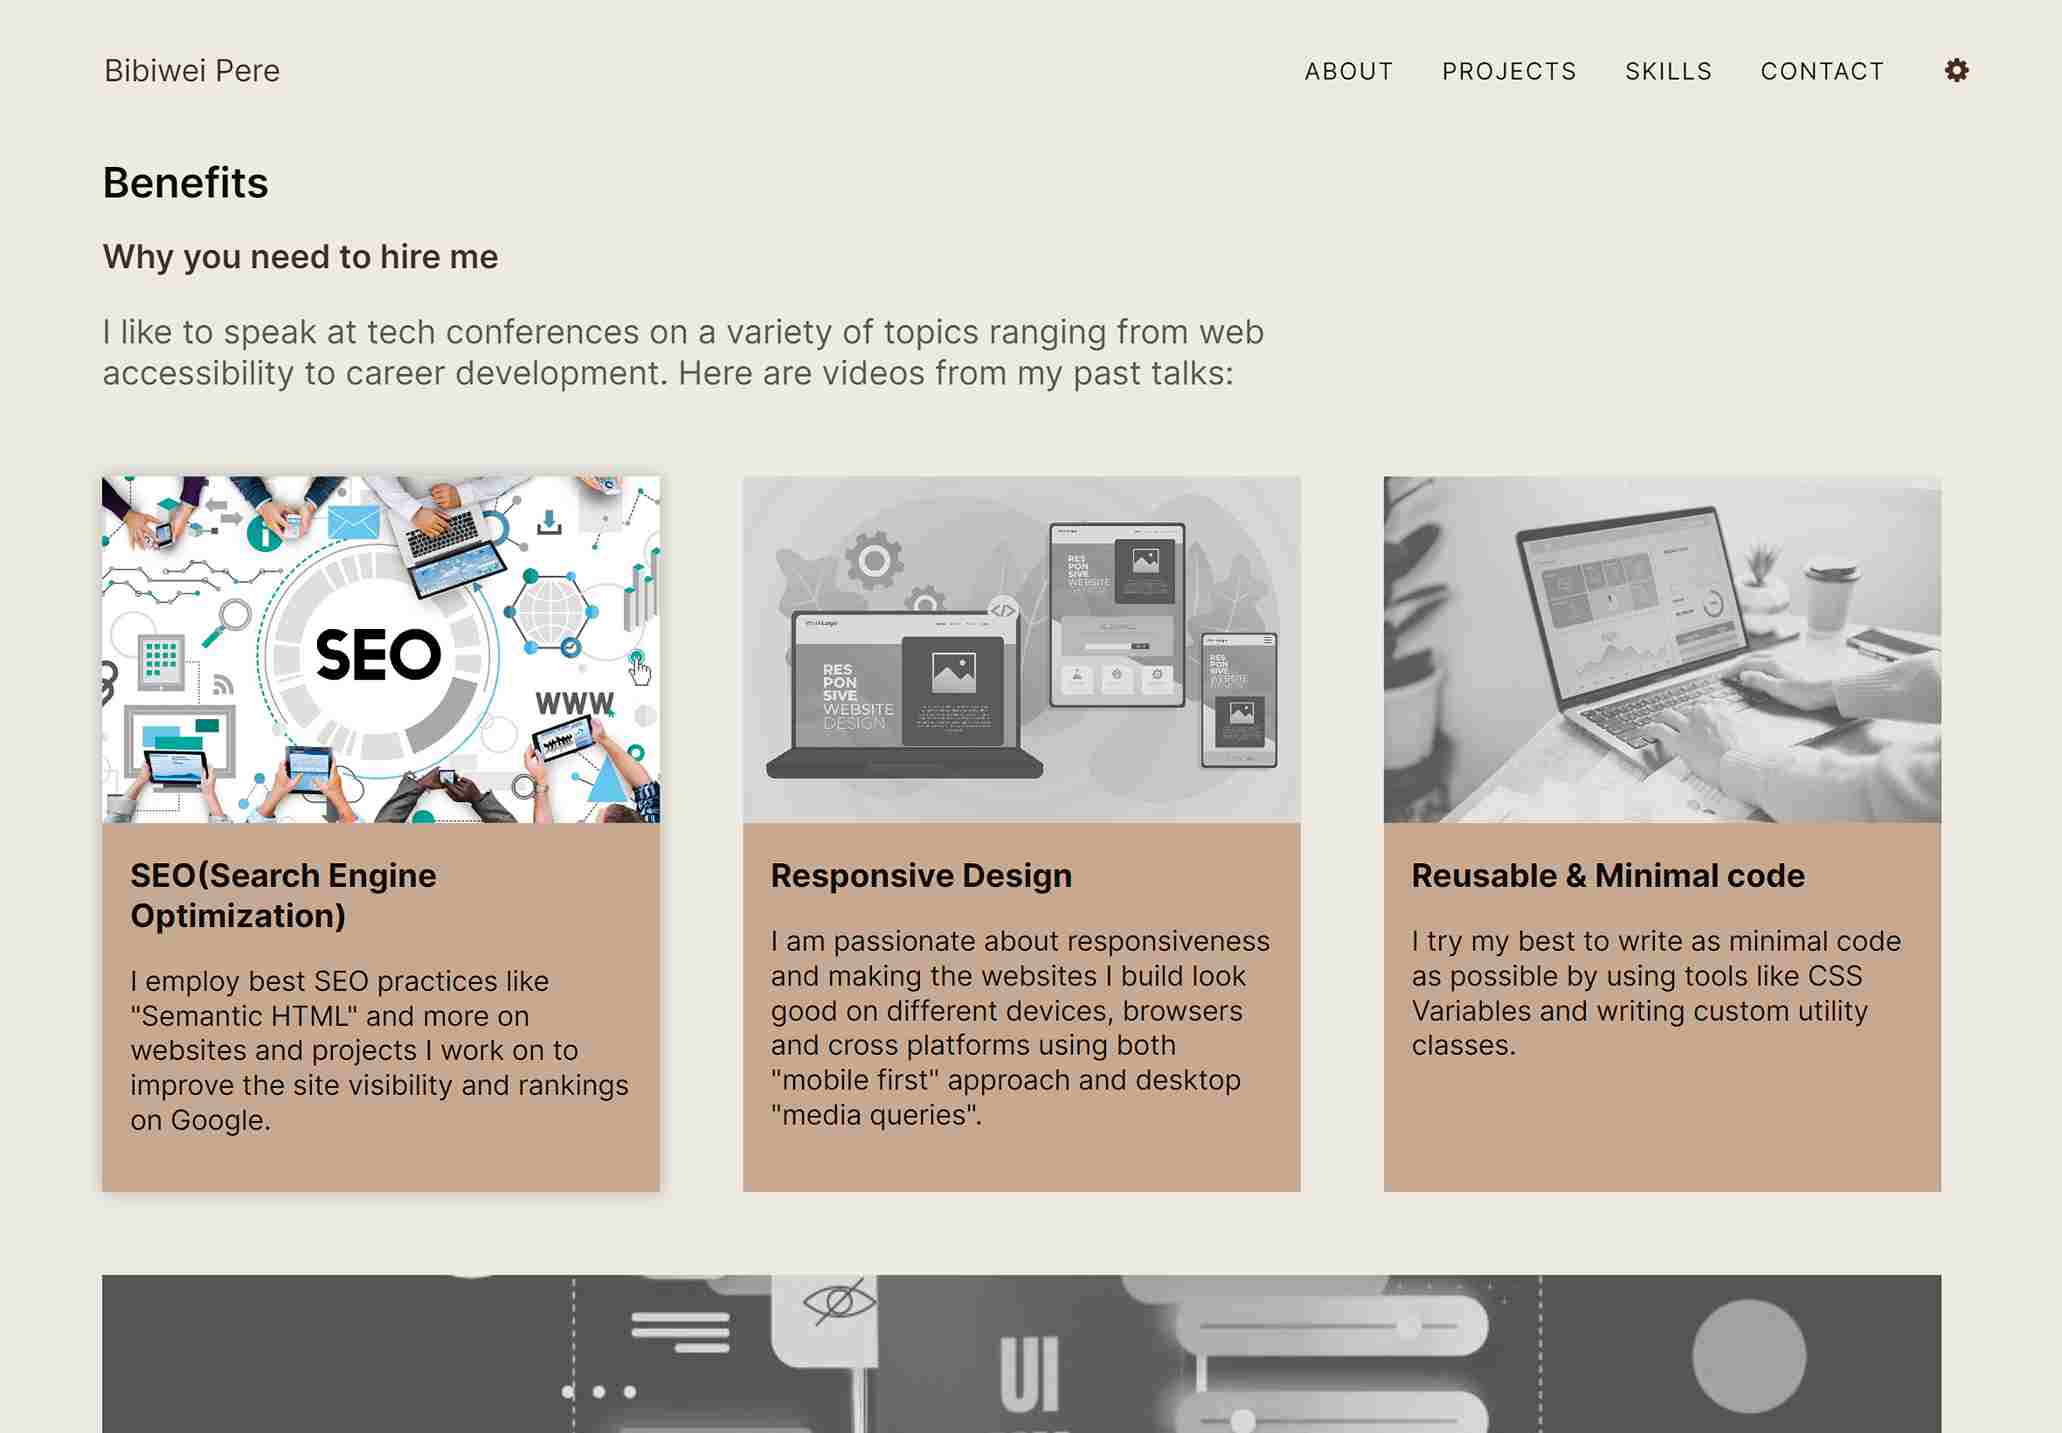 Bibiwei Pere
ABOUT PROJECTS SKILLS CONTACT
Benefits
Why you need to hire me
I like to speak at tech conferences on a variety of topics ranging from web
accessibility to career development. Here are videos from my past talks:
SEO
WWW
RES
PON
SIVE
WEBSITE
DESIGN
RES
PON
SIVE
WEBSITE
RES
PON
SIVE
WEBSITE
SEO(Search Engine
Optimization)
I employ best SEO practices like
"Semantic HTML" and more on
websites and projects I work on to
improve the site visibility and rankings
on Google.
Responsive Design
I am passionate about responsiveness
and making the websites I build look
good on different devices, browsers
and cross platforms using both
"mobile first" approach and desktop
"media queries".
Reusable & Minimal code
I try my best to write as minimal code
as possible by using tools like CSS
Variables and writing custom utility
classes.
UI